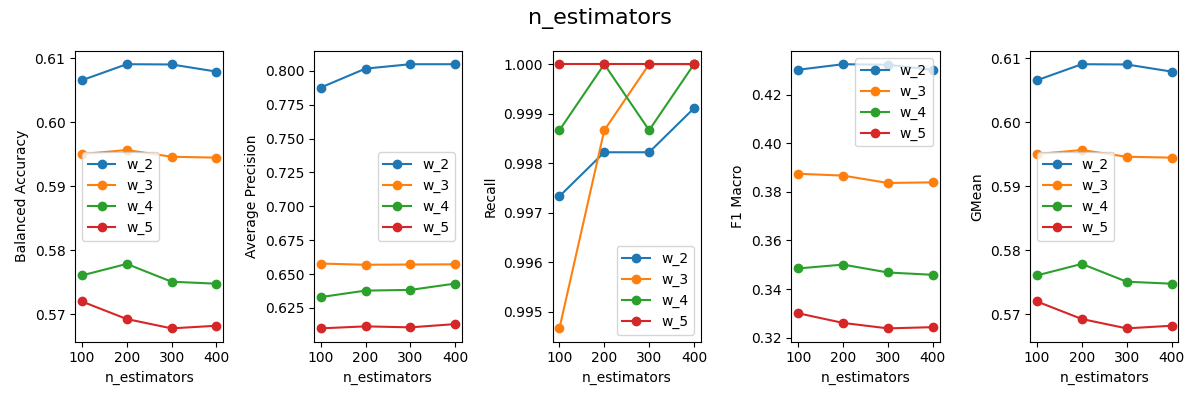 n_estimators
Balanced Accuracy
0.61
0.60
0.59
0.58
0.57
w_2
w_3
w_4
w_5
100 200 300 400
n_estimators
Average Precision
0.800
0.775
0.750
0.725
0.700
0.675
0.650
0.625
w_2
w_3
w_4
w_5
100 200 300 400
n_estimators
Recall
1.000
0.999
0.998
0.997
0.996
0.995
w_2
w_3
w_4
w_5
100 200 300 400
n_estimators
F1 Macro
0.42
0.40
0.38
0.36
0.34
0.32
w_2
w_3
w_4
w_5
100 200 300 400
n_estimators
GMean
0.61
0.60
0.59
0.58
0.57
w_2
w_3
w_4
w_5
100 200 300 400
n_estimators